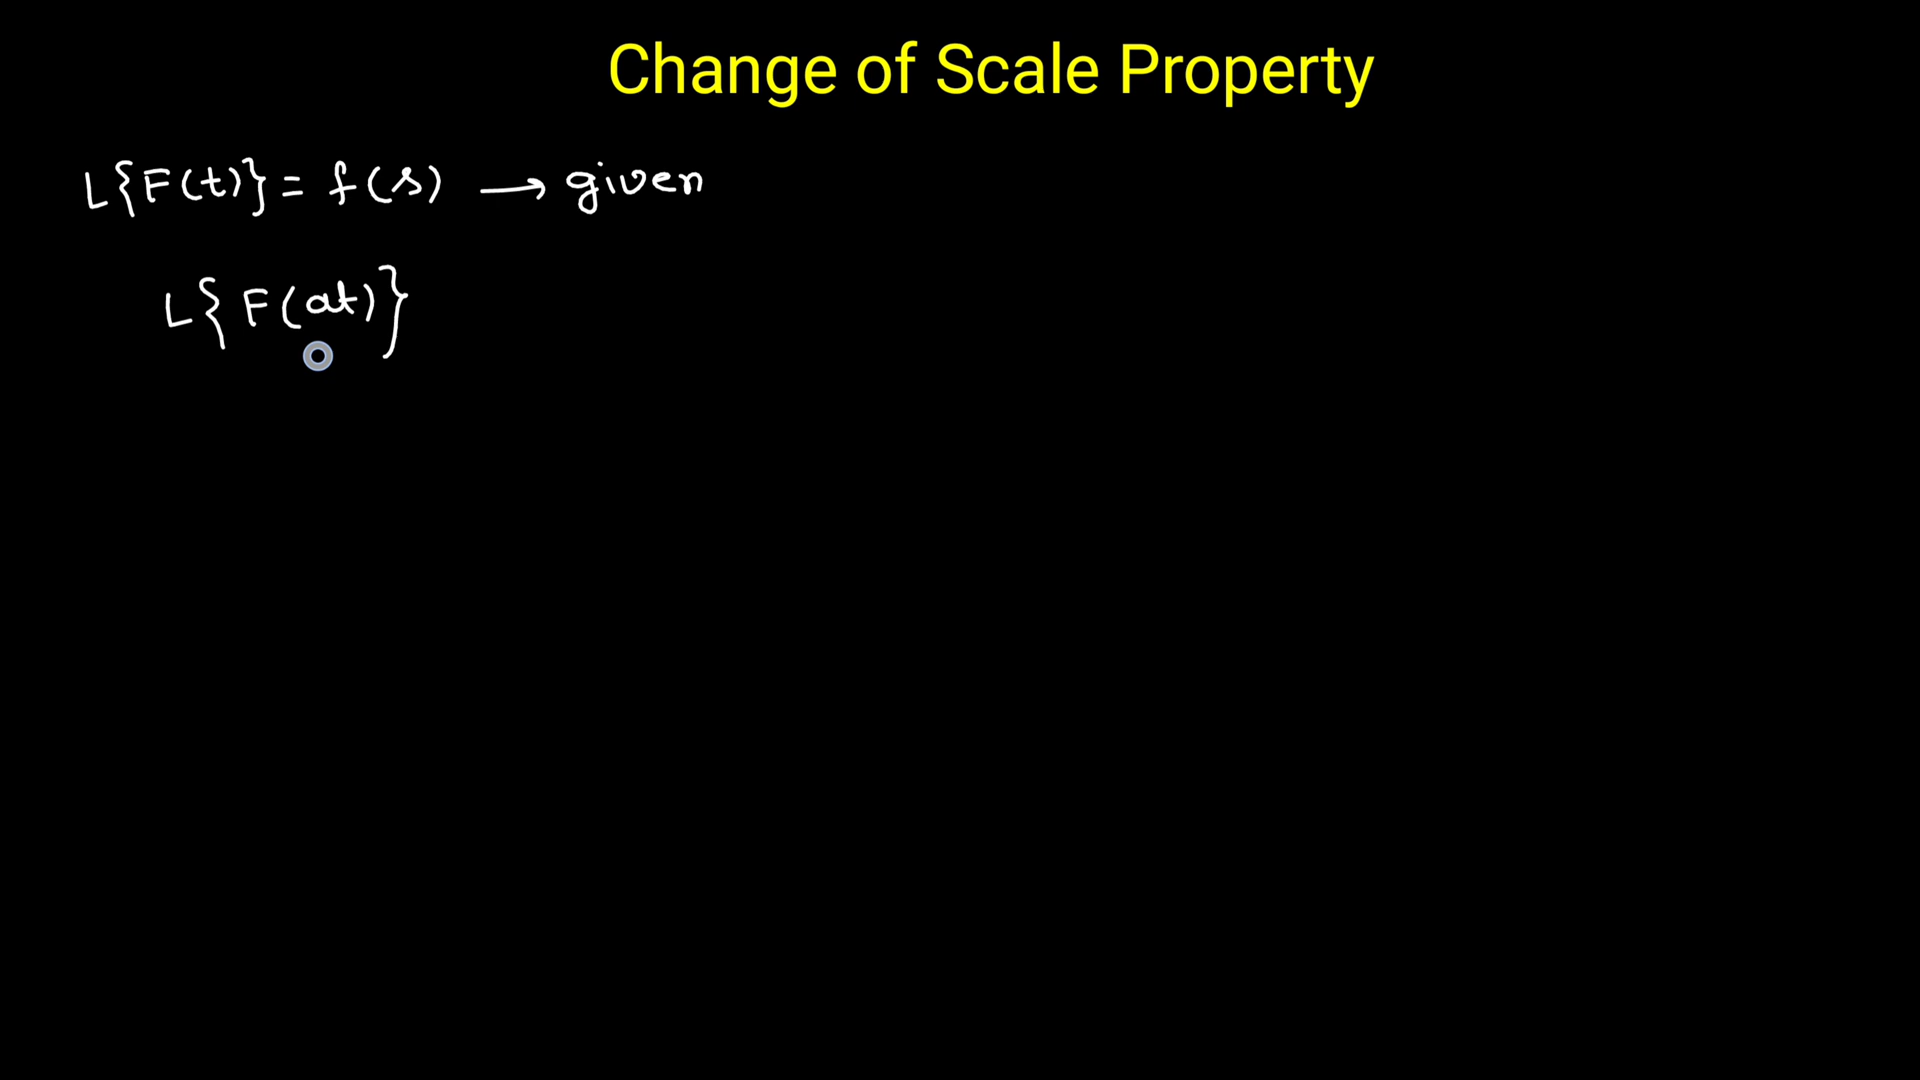 Change of Scale Property
L{F(t)} = f(s) → given
L{F(at)}